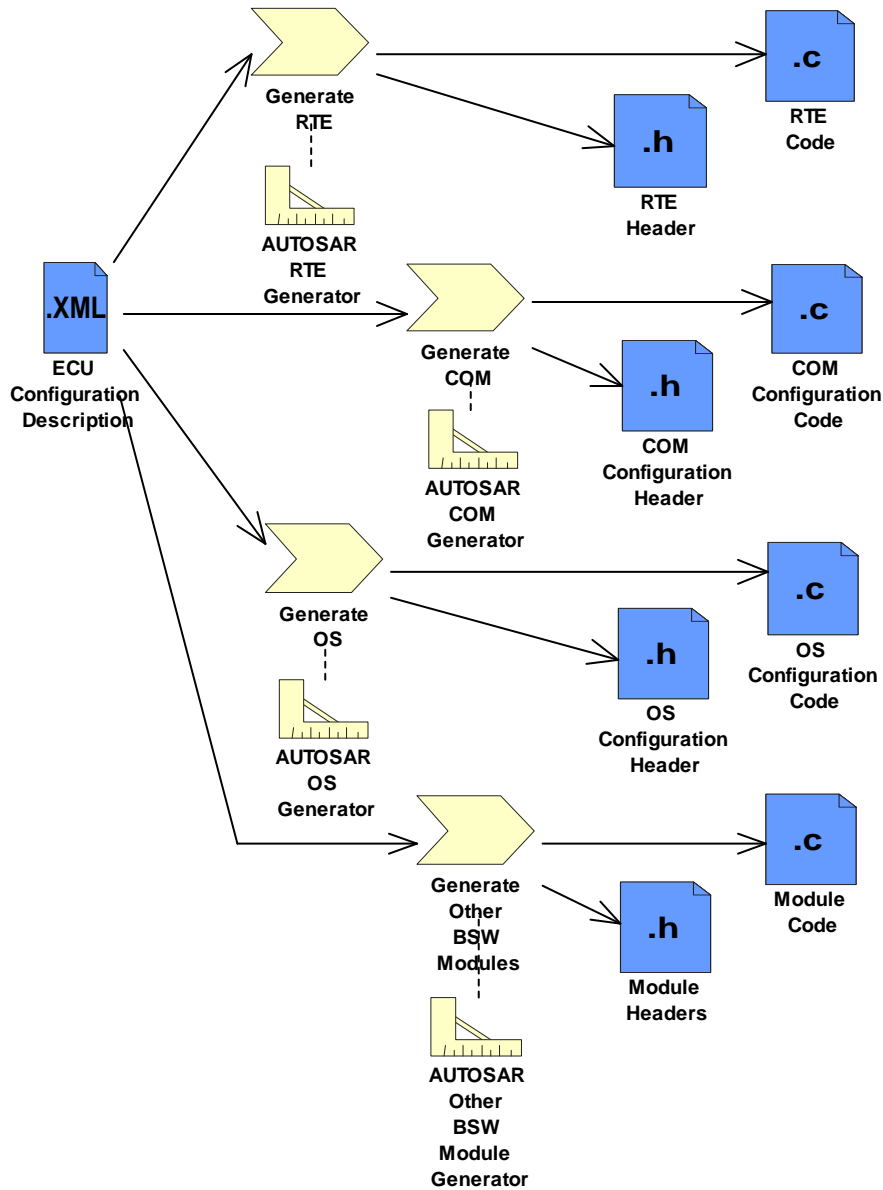 .c
Generate
RTE
RTE
Code
.h
RTE
Header
AUTOSAR
RTE
Generator
.XML
ECU
Configuration
Description
Generate
COM
.c
COM
Configuration
Code
.h
COM
Configuration
Header
AUTOSAR
COM
Generator
Generate
OS
.c
OS
Configuration
Code
.h
OS
Configuration
Header
AUTOSAR
OS
Generator
Generate
Other
BSW
Modules
.c
Module
Code
.h
Module
Headers
AUTOSAR
Other
BSW
Module
Generator